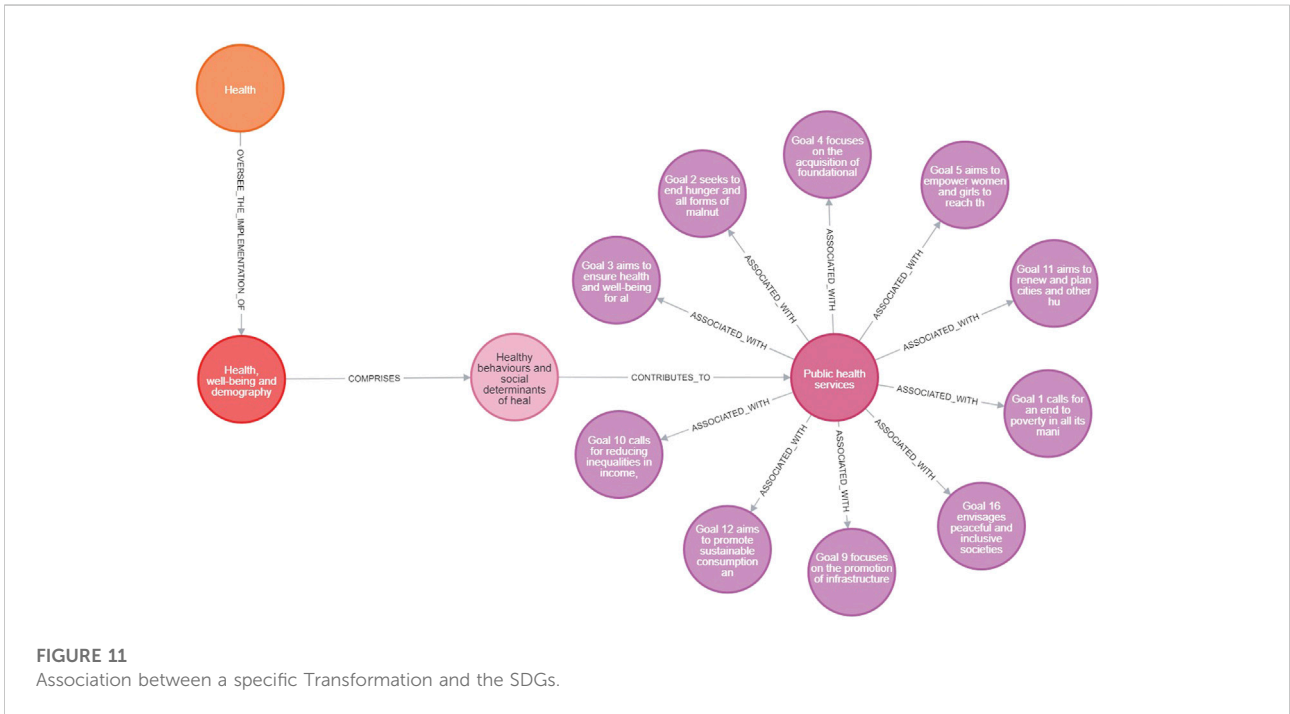 Health
OVERSEE_THE_IMPLEMENTATION_OF
Health,
well-being and
demography
COMPRISES
Healthy
behaviours and
social
determinants
of heal
CONTRIBUTES_TO
Public health
services
ASSOCIATED_WITH
Goal 4 focuses
on the
acquisition of
foundational
ASSOCIATED_WITH
Goal 5 aims to
empower women
and girls to
reach th
ASSOCIATED_WITH
Goal 11 aims to
renew and plan
cities and other
hu
ASSOCIATED_WITH
Goal 1 calls for
an end to
poverty in all its
mani
ASSOCIATED_WITH
Goal 16
envisages
peaceful and
inclusive
societies
ASSOCIATED_WITH
Goal 9 focuses
on the promotion
of infrastructure
ASSOCIATED_WITH
Goal 12 aims
to promote
sustainable
consumption
an
ASSOCIATED_WITH
Goal 10 calls
for reducing
inequalities in
income,
ASSOCIATED_WITH
Goal 3 aims to
ensure health
and well-being
for al
ASSOCIATED_WITH
Goal 2 seeks to
end hunger and
all forms of
malnut
FIGURE 11
Association between a specific Transformation and the SDGs.